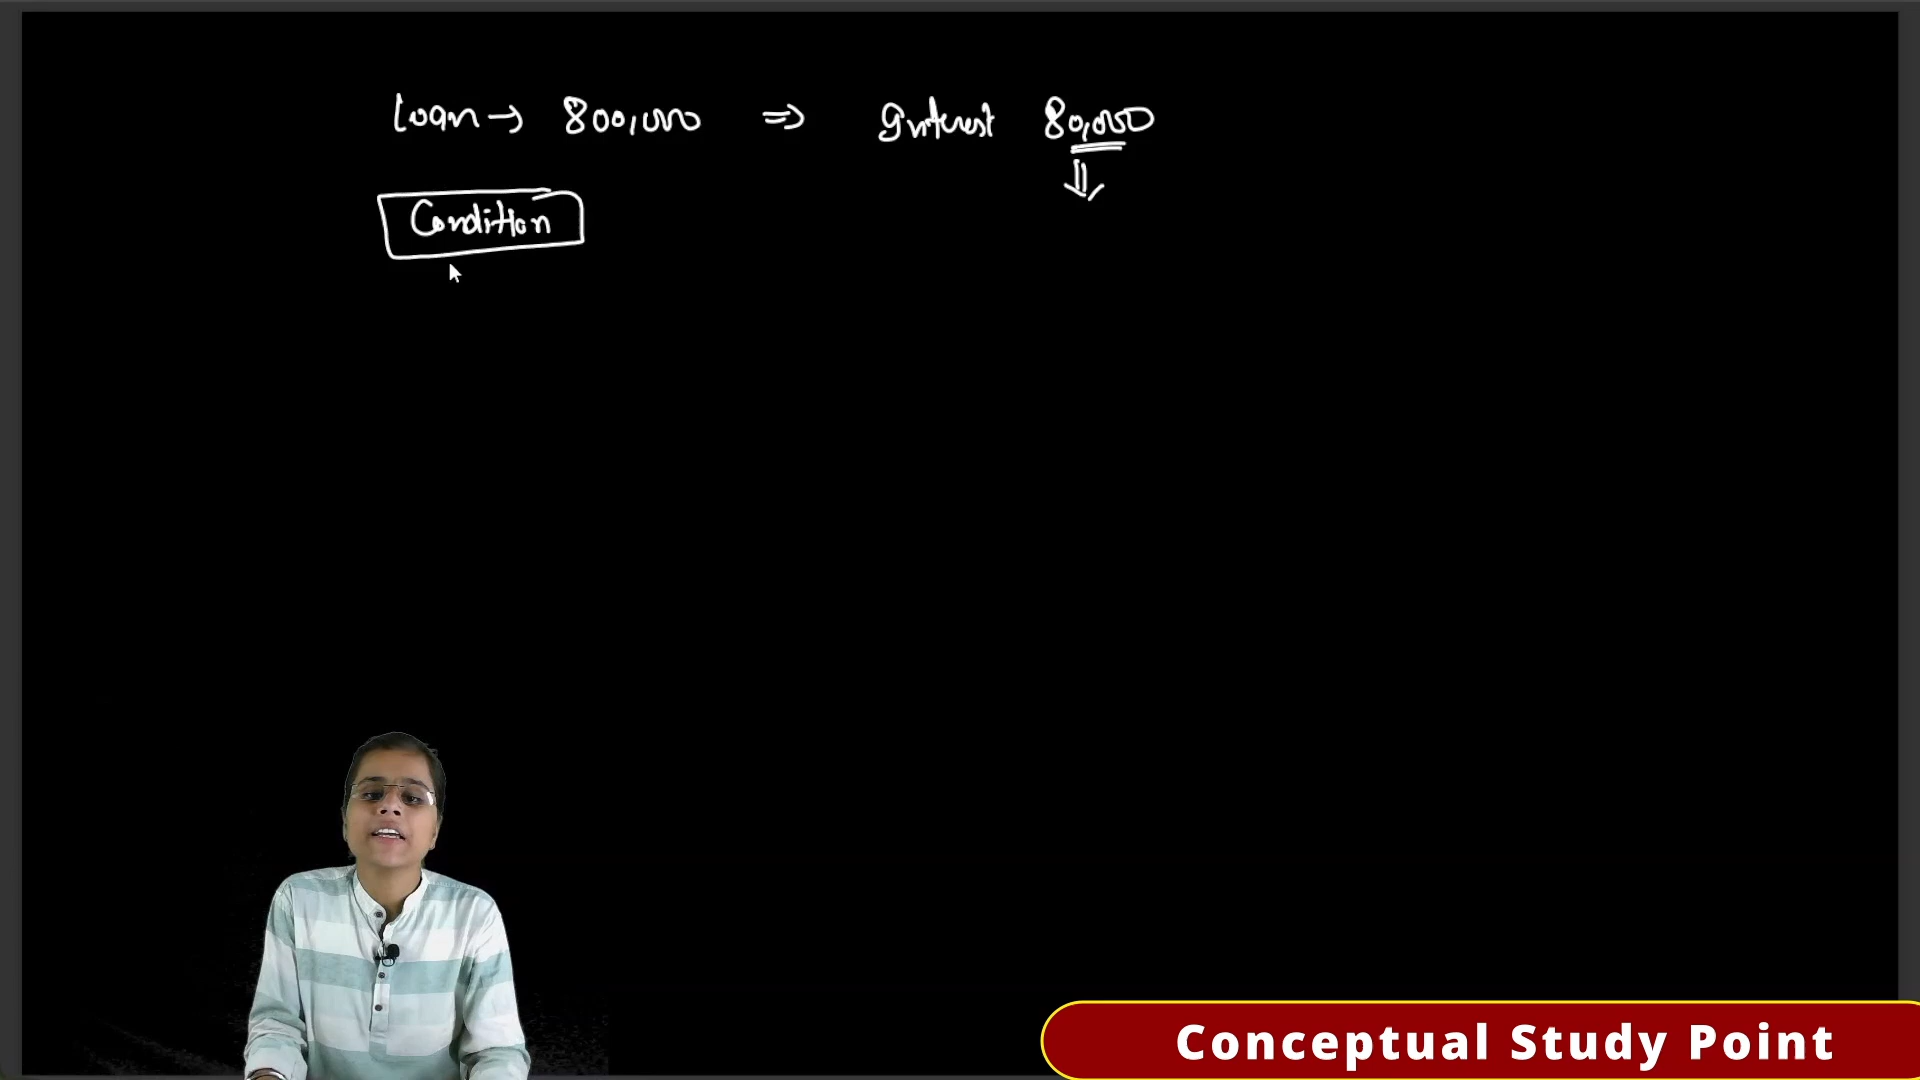 Loan → 800,000 ⇒ Interest 80,000
Condition
Conceptual Study Point